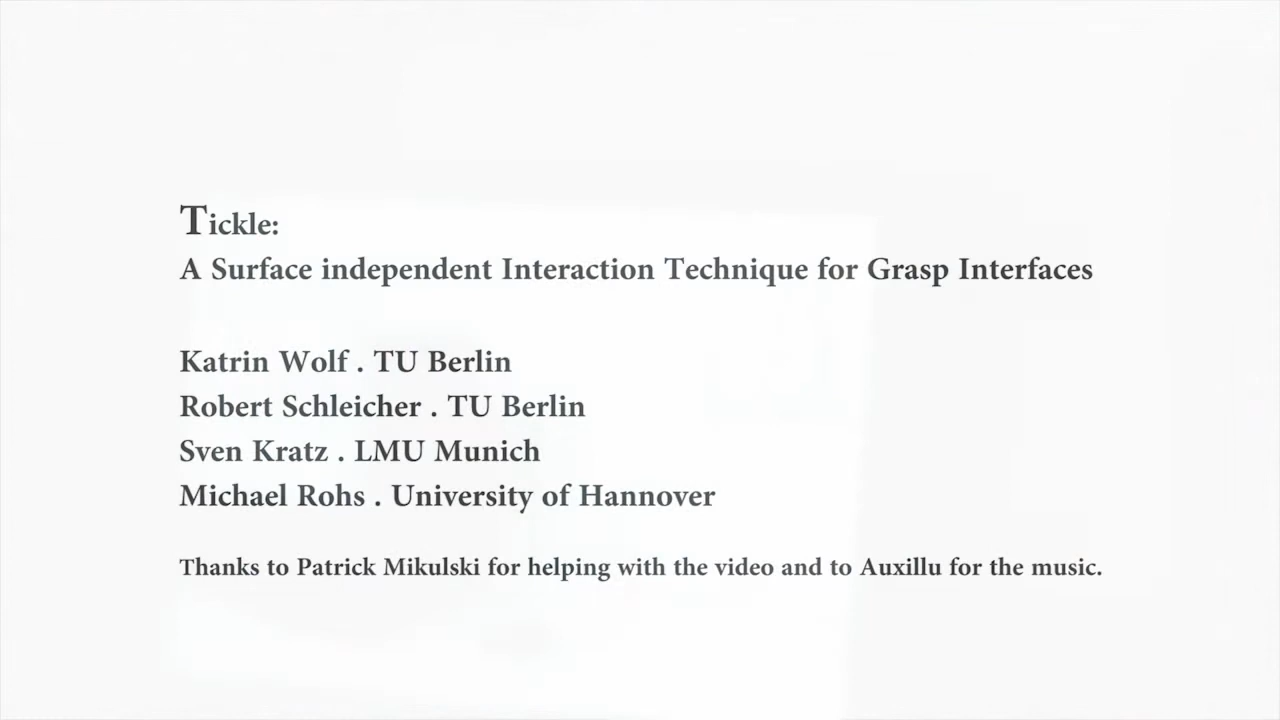 Tickle:
A Surface independent Interaction Technique for Grasp Interfaces
Katrin Wolf . TU Berlin
Robert Schleicher . TU Berlin
Sven Kratz . LMU Munich
Michael Rohs . University of Hannover
Thanks to Patrick Mikulski for helping with the video and to Auxillu for the music.